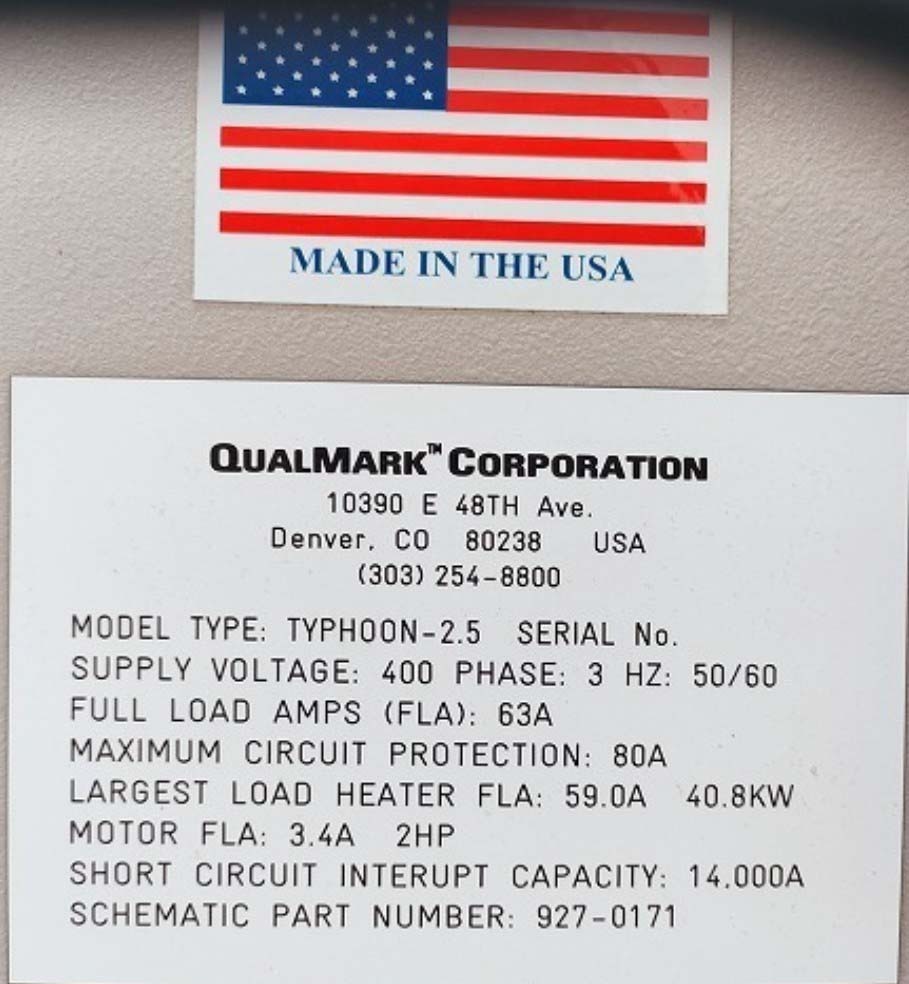 MADE IN THE USA
QUALMARK™ CORPORATION
10390 E 48TH Ave.
Denver, CO 80238 USA
(303) 254-8800
MODEL TYPE: TYPHOON-2.5 SERIAL No.
SUPPLY VOLTAGE: 400 PHASE: 3 HZ: 50/60
FULL LOAD AMPS (FLA): 63A
MAXIMUM CIRCUIT PROTECTION: 80A
LARGEST LOAD HEATER FLA: 59.0A 40.8KW
MOTOR FLA: 3.4A 2HP
SHORT CIRCUIT INTERUPT CAPACITY: 14.000A
SCHEMATIC PART NUMBER: 927-0171